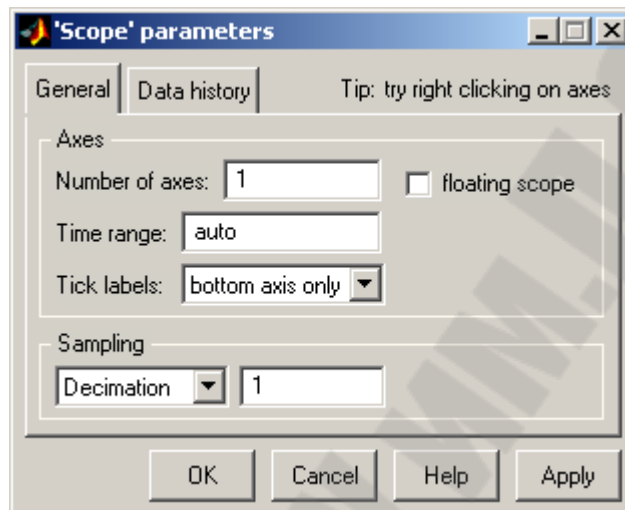 'Scope' parameters
General Data history Tip: try right clicking on axes
Axes
Number of axes: 1 floating scope
Time range: auto
Tick labels: bottom axis only
Sampling
Decimation 1
OK Cancel Help Apply